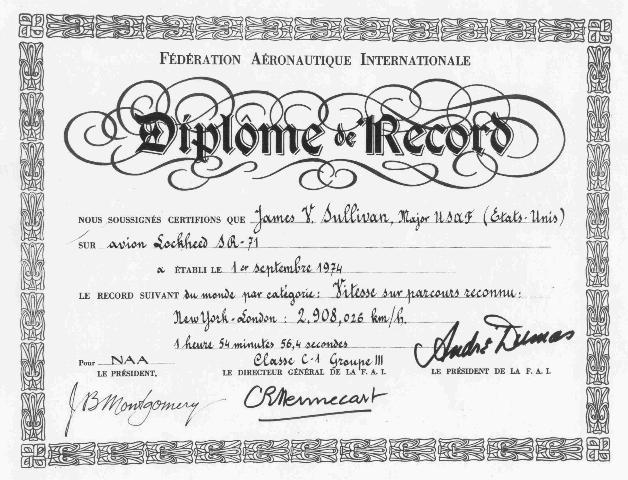 FÉDÉRATION AÉRONAUTIQUE INTERNATIONALE
Diplôme de Record
NOUS SOUSSIGNÉS CERTIFIONS QUE James V. Sullivan, Major USAF (États-Unis)
SUR avion Lockheed SR-71
a ÉTABLI LE 1er septembre 1974
LE RECORD SUIVANT du monde par catégorie: Vitesse sur parcours reconnu:
New York-London: 2,908,026 km/h.
1 heure 54 minutes 56,4 secondes
Classe C-1 Groupe III
Pour NAA
LE PRÉSIDENT,
LE DIRECTEUR GÉNÉRAL DE LA F. A. I.
LE PRÉSIDENT DE LA F. A. I.
J B Montgomery
André Dumas